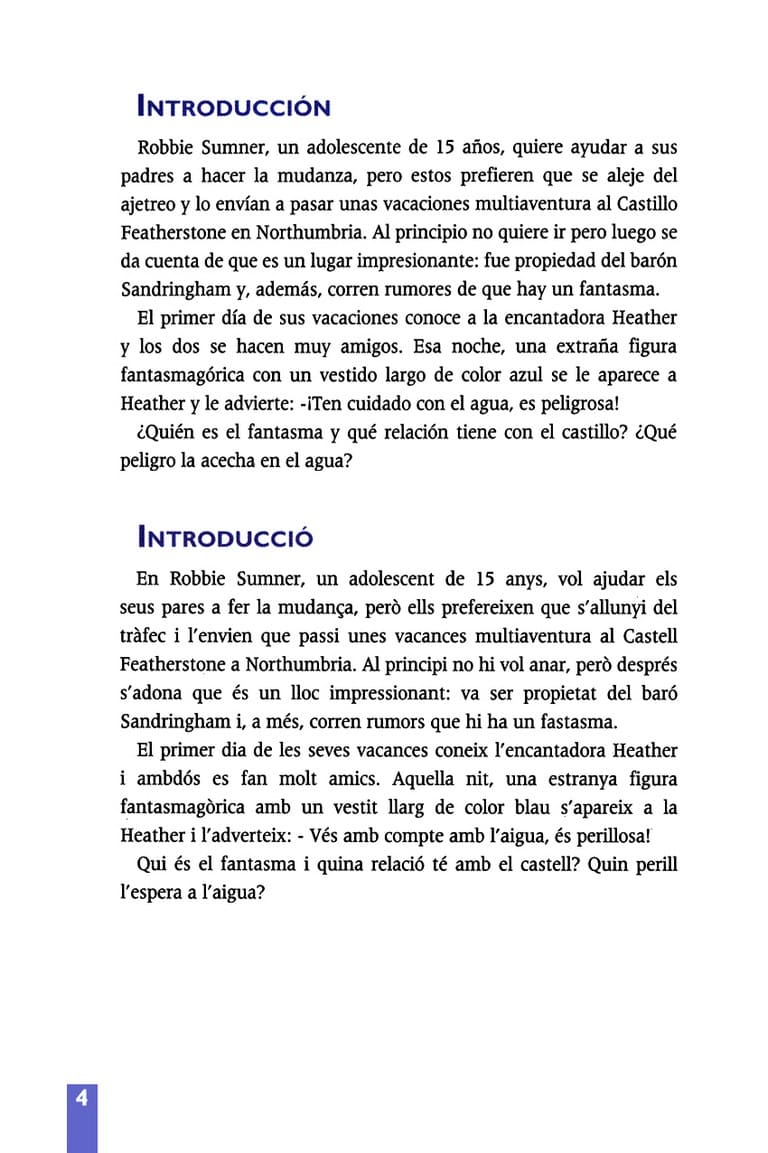 INTRODUCCIÓN
Robbie Sumner, un adolescente de 15 años, quiere ayudar a sus
padres a hacer la mudanza, pero estos prefieren que se aleje del
ajetreo y lo envían a pasar unas vacaciones multiaventura al Castillo
Featherstone en Northumbria. Al principio no quiere ir pero luego se
da cuenta de que es un lugar impresionante: fue propiedad del barón
Sandringham y, además, corren rumores de que hay un fantasma.
El primer día de sus vacaciones conoce a la encantadora Heather
y los dos se hacen muy amigos. Esa noche, una extraña figura
fantasmagórica con un vestido largo de color azul se le aparece a
Heather y le advierte: -¡Ten cuidado con el agua, es peligrosa!
¿Quién es el fantasma y qué relación tiene con el castillo? ¿Qué
peligro la acecha en el agua?
INTRODUCCIÓ
En Robbie Sumner, un adolescent de 15 anys, vol ajudar els
seus pares a fer la mudança, però ells prefereixen que s'allunyi del
tràfec i l'envien que passi unes vacances multiaventura al Castell
Featherstone a Northumbria. Al principi no hi vol anar, però després
s'adona que és un lloc impressionant: va ser propietat del baró
Sandringham i, a més, corren rumors que hi ha un fastasma.
El primer dia de les seves vacances coneix l'encantadora Heather
i ambdós es fan molt amics. Aquella nit, una estranya figura
fantasmagòrica amb un vestit llarg de color blau s'apareix a la
Heather i l'adverteix: - Vés amb compte amb l'aigua, és perillosa!
Qui és el fantasma i quina relació té amb el castell? Quin perill
l'espera a l'aigua?
4